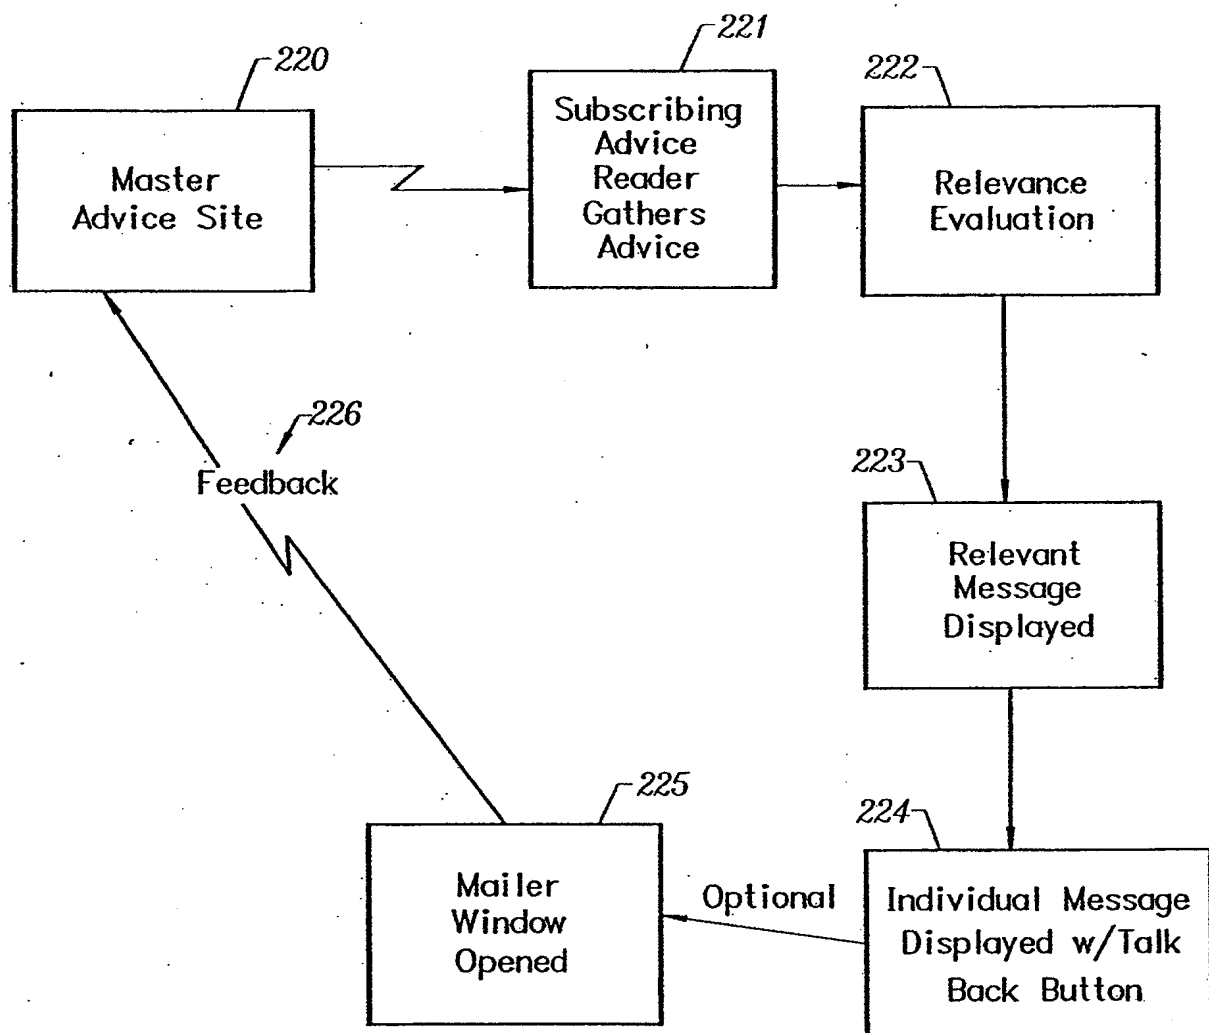 220
Master
Advice Site
221
Subscribing
Advice
Reader
Gathers
Advice
222
Relevance
Evaluation
223
Relevant
Message
Displayed
224
Individual Message
Displayed w/Talk
Back Button
Optional
225
Mailer
Window
Opened
226
Feedback